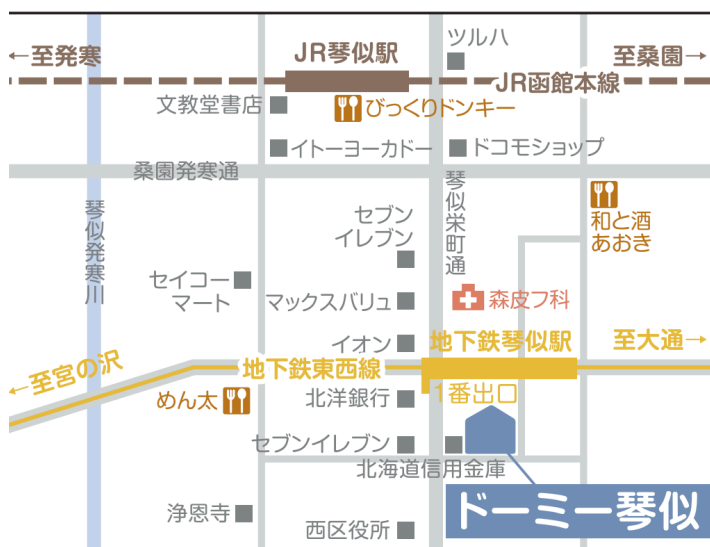 ツルハ
←至発寒
JR琴似駅
至桑園→
JR函館本線
文教堂書店
びっくりドンキー
イトーヨーカドー
ドコモショップ
桑園発寒通
琴似栄町通
琴似発寒川
セブン
イレブン
和と酒
あおき
セイコー
マート
マックスバリュ
森皮フ科
イオン
地下鉄琴似駅
至大通→
←至宮の沢
地下鉄東西線
めん太
北洋銀行
1番出口
セブンイレブン
北海道信用金庫
ドーミー琴似
浄恩寺
西区役所